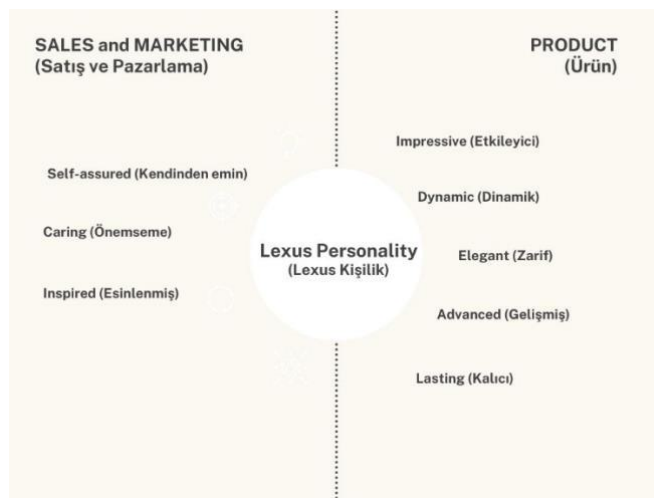 SALES and MARKETING
(Satış ve Pazarlama)
Self-assured (Kendinden emin)
Caring (Önemseme)
Inspired (Esinlenmiş)
Lexus Personality
(Lexus Kişilik)
PRODUCT
(Ürün)
Impressive (Etkileyici)
Dynamic (Dinamik)
Elegant (Zarif)
Advanced (Gelişmiş)
Lasting (Kalıcı)